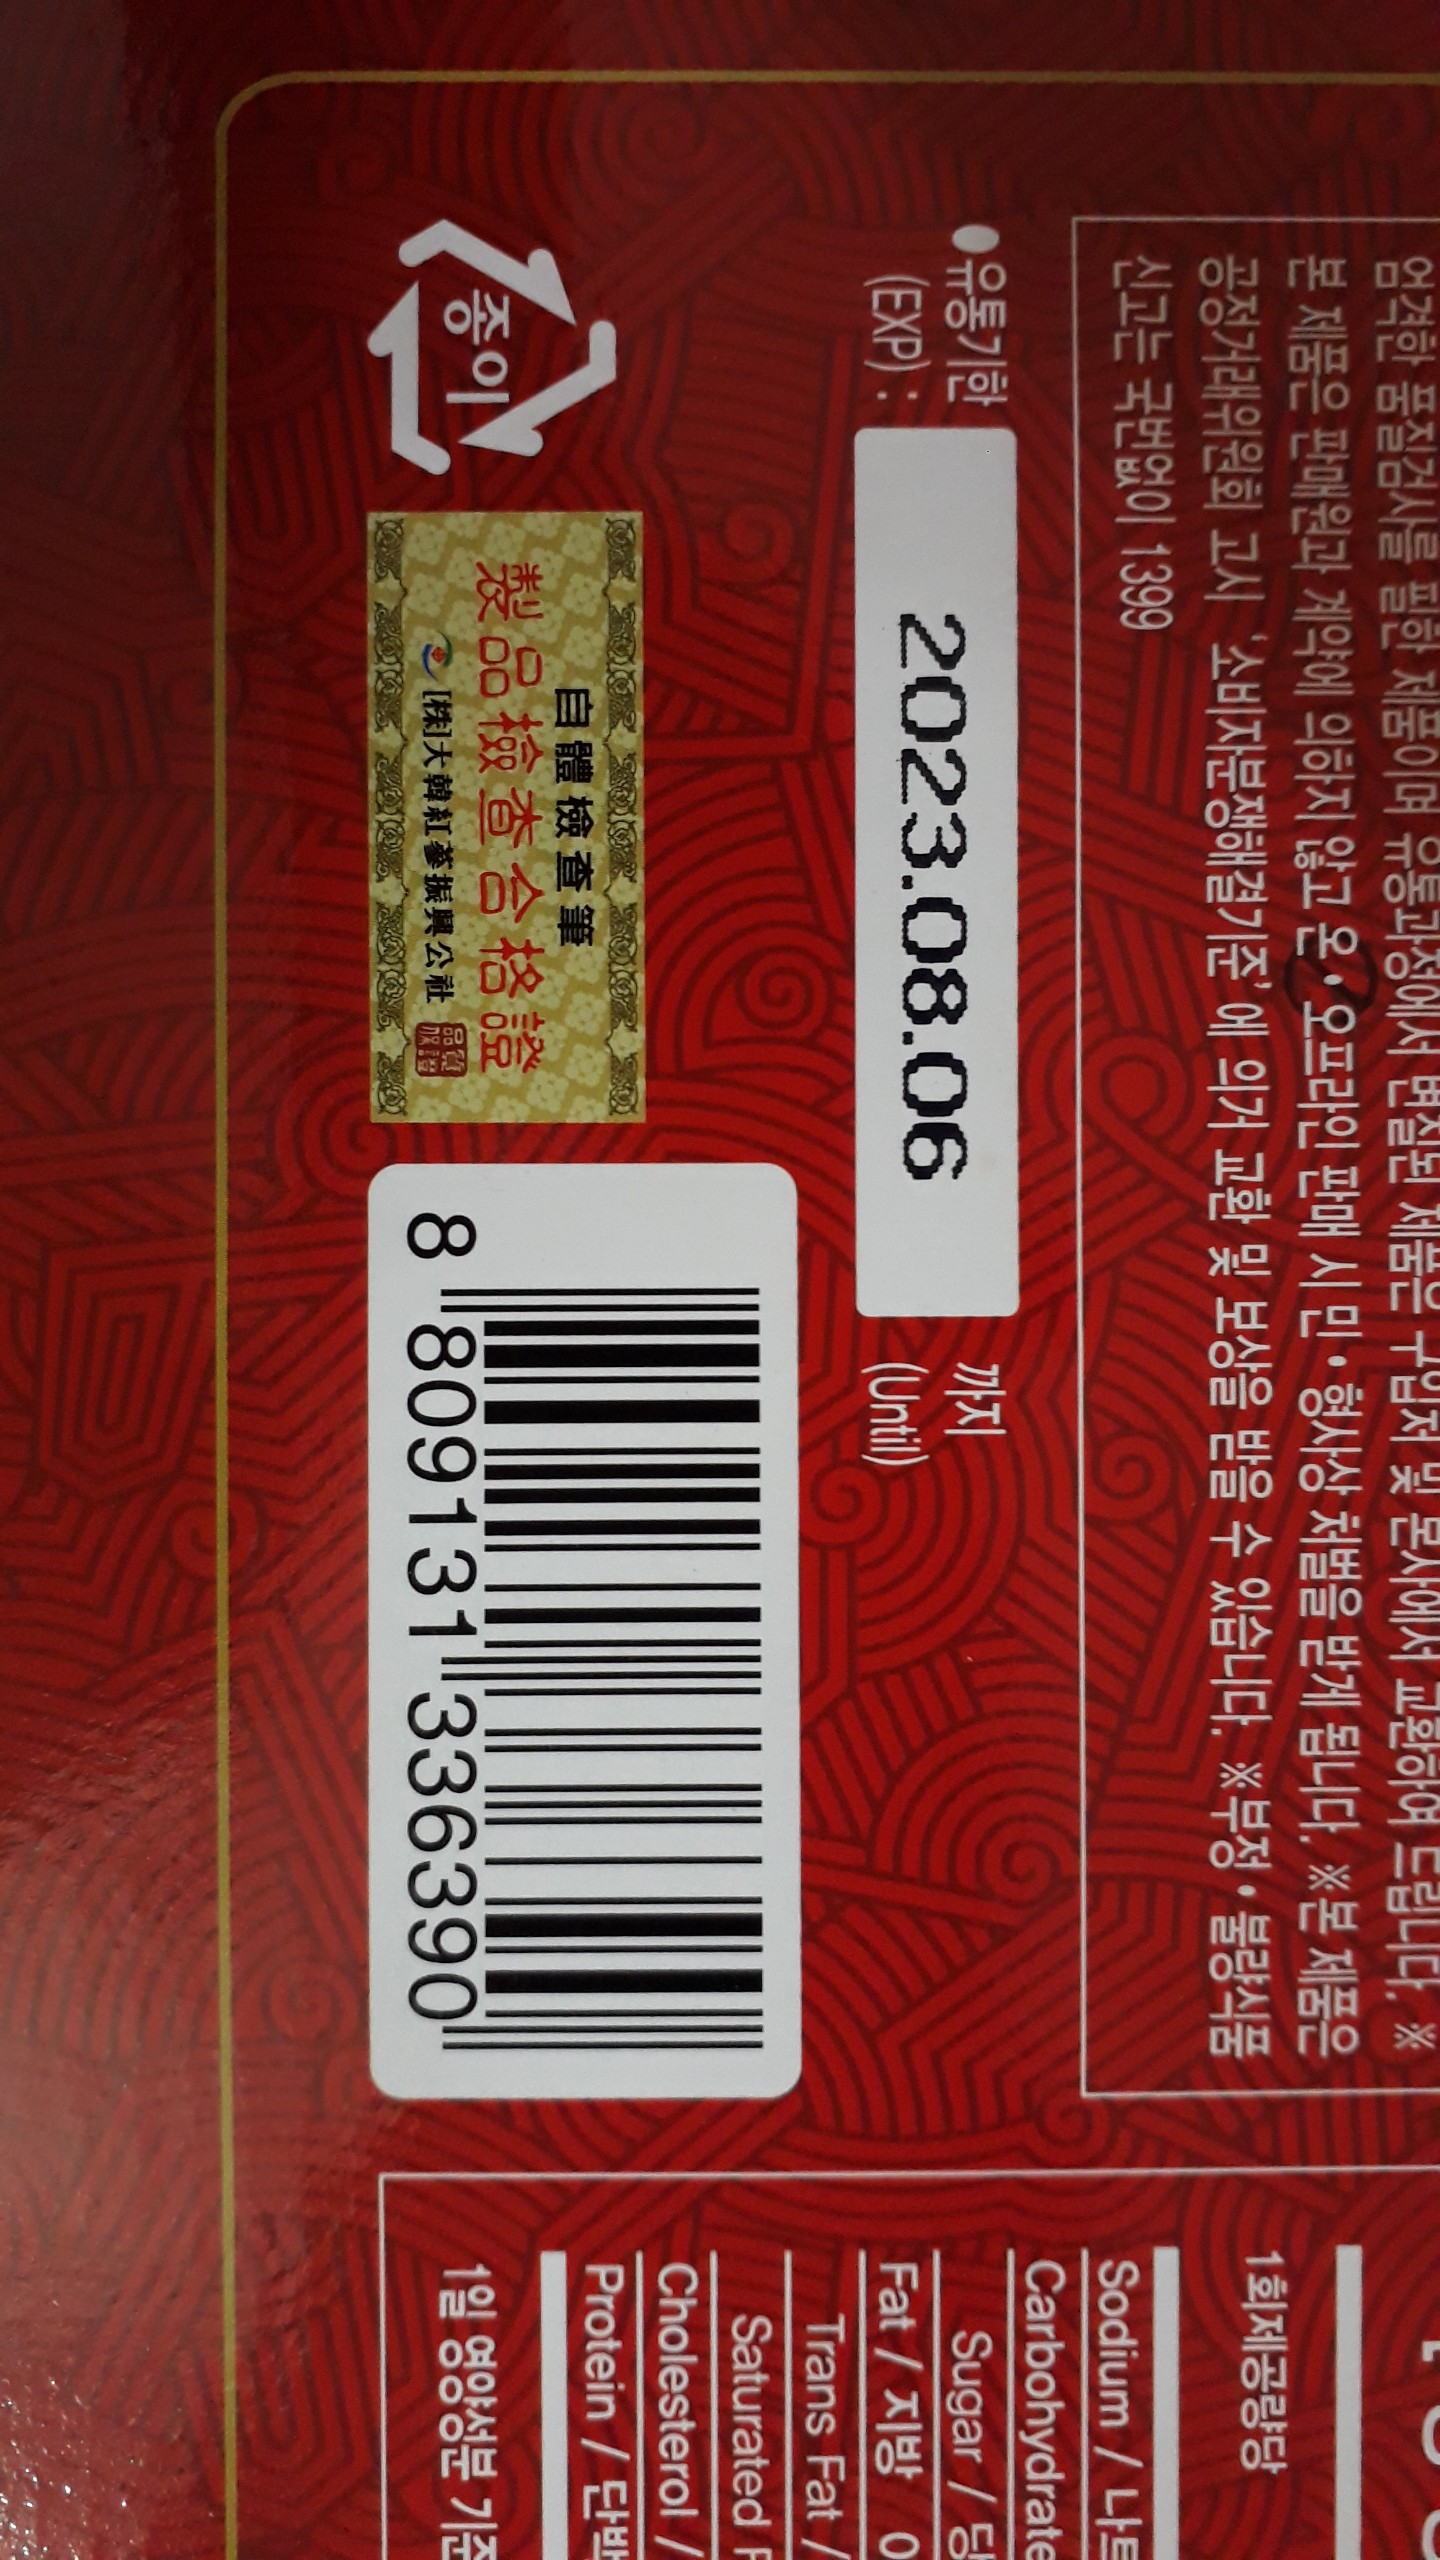 엄격한 품질검사를 필한 제품이며 유통과정에서 변질된 제품은 구입처 및 본사에서 교환하여 드립니다. ※
본 제품은 판매원과 계약에 의하지 않고 온·오프라인 판매 시 민·형사상 처벌을 받게 됩니다. ※본 제품은
공정거래위원회 고시 '소비자분쟁해결기준'에 의거 교환 및 보상을 받을 수 있습니다. ※부정·불량식품
신고는 국번없이 1399
유통기한 2023.08.06 까지
(EXP) : (Until)
종이
自體檢查筆
製品檢查合格證
[株]大韓紅蔘振興公社
品質
保證
8 809131 336390
1회제공량당
Sodium / 나트
Carbohydrate
Sugar / 당
Fat / 지방 0
Trans Fat /
Saturated F
Cholesterol /
Protein / 단백
1일 영양성분 기준